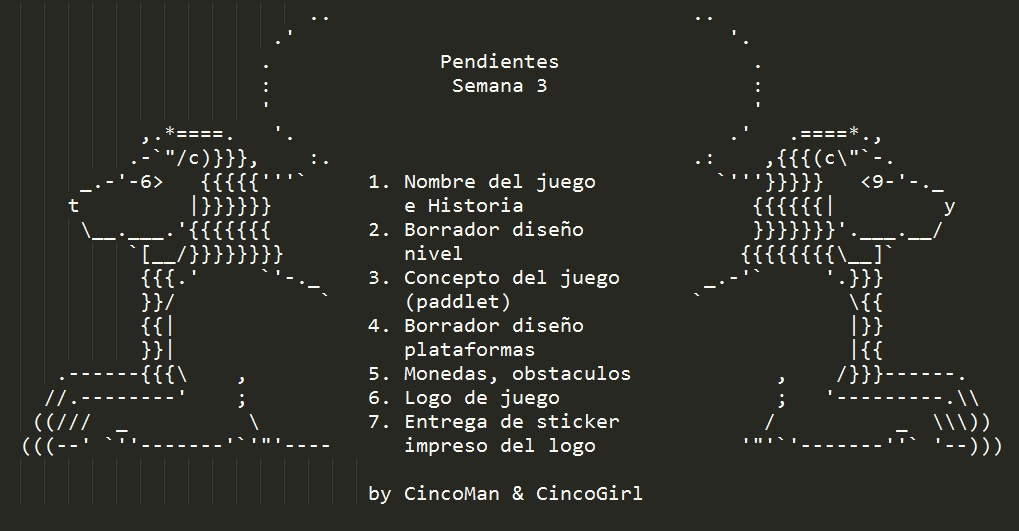 Pendientes
Semana 3
1. Nombre del juego
e Historia
2. Borrador diseño
nivel
3. Concepto del juego
(paddlet)
4. Borrador diseño
plataformas
5. Monedas, obstaculos
6. Logo de juego
7. Entrega de sticker
impreso del logo
by CincoMan & CincoGirl